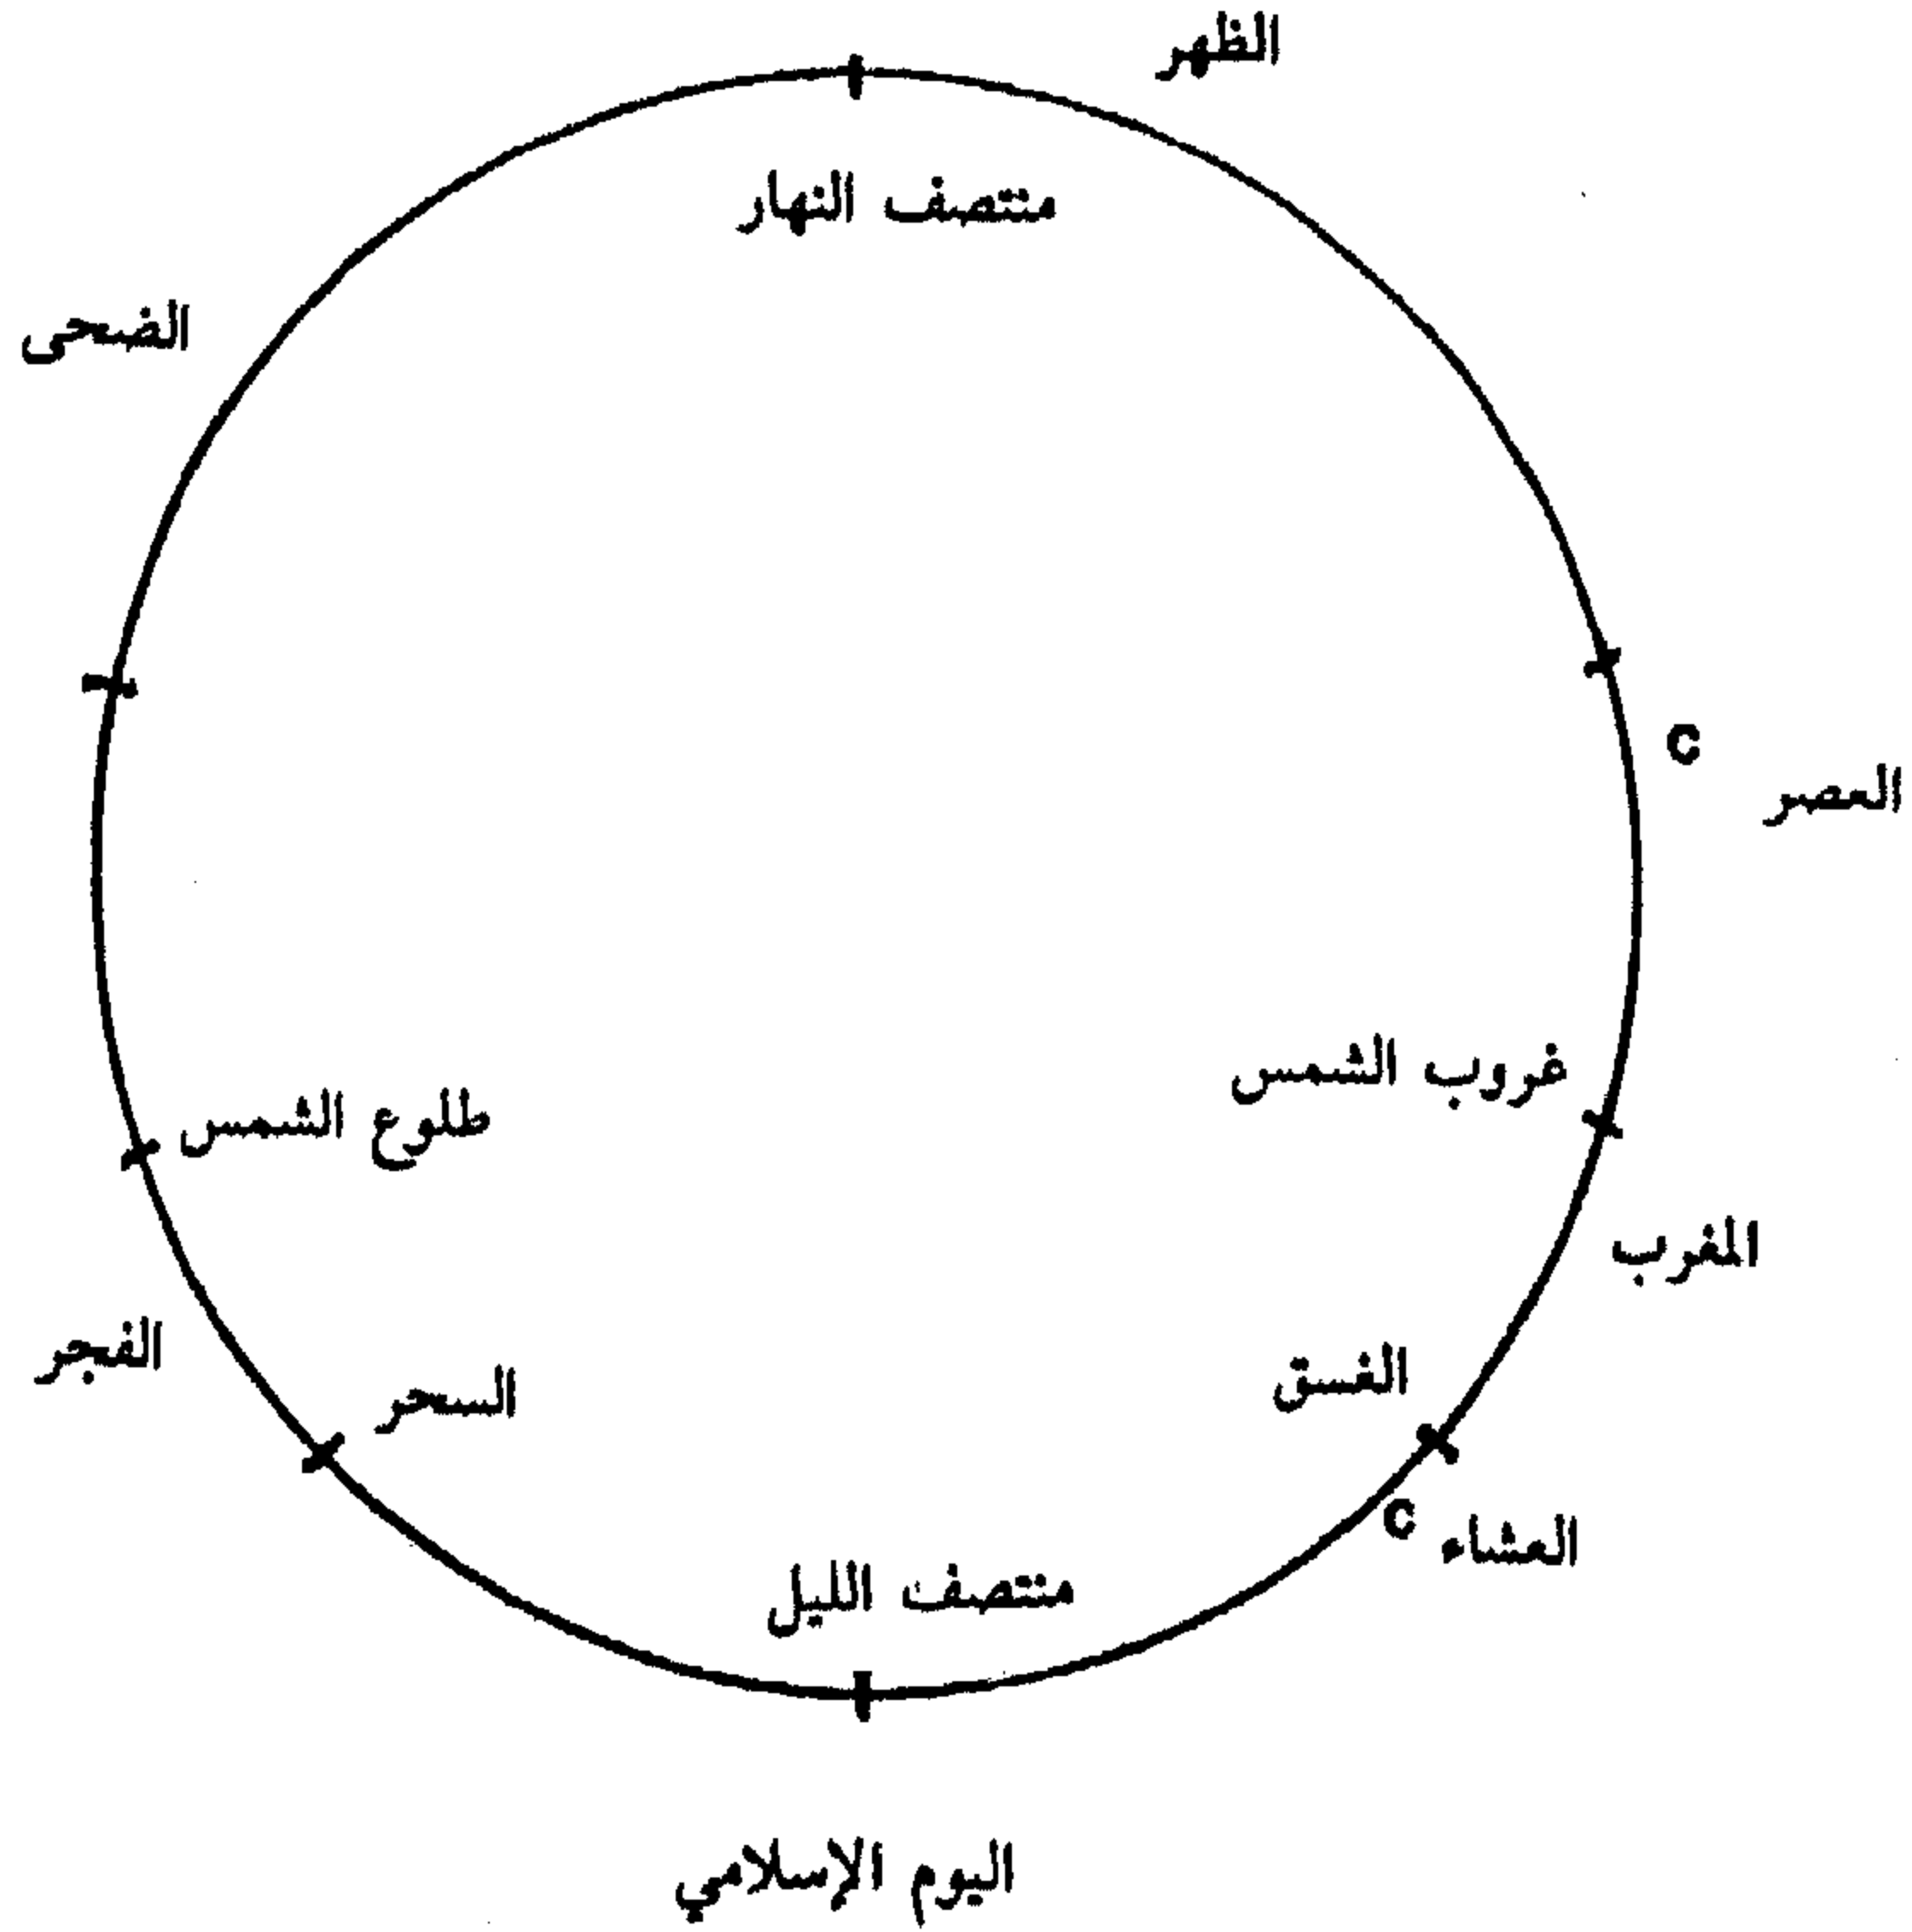 الظهر
منتصف النهار
الضحى
C
العصر
غروب الشمس
طلوع الشمس
المغرب
الفجر
الغسق
السحر
C
العشاء
منتصف الليل
اليوم الإسلامي